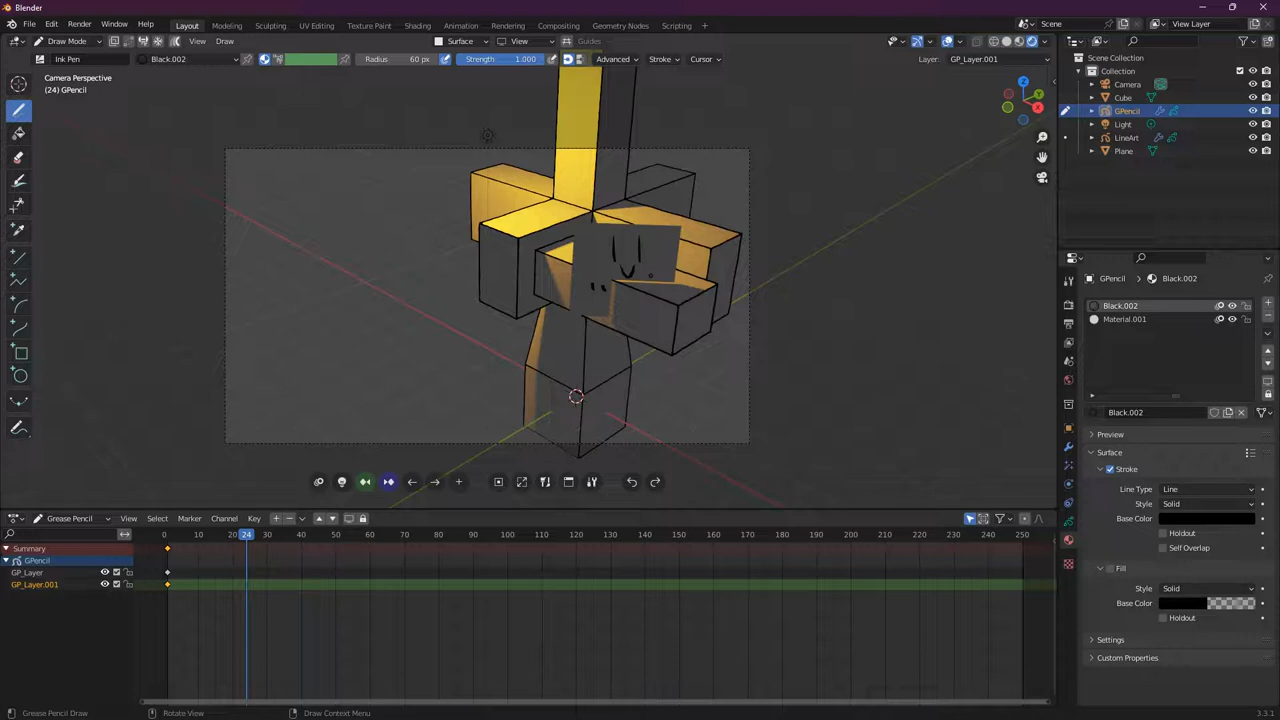 Blender
File Edit Render Window Help Layout Modeling Sculpting UV Editing Texture Paint Shading Animation Rendering Compositing Geometry Nodes Scripting + Scene View Layer
Draw Mode View Draw Surface View Guides
Ink Pen Black.002 Radius 60 px Strength 1.000 Advanced Stroke Cursor Layer: GP_Layer.001
Camera Perspective
(24) GPencil
Z
Y
X
Scene Collection
Collection
Camera
Cube
GPencil
Light
LineArt
Plane
GPencil Black.002
Black.002
Material.001
Black.002
Preview
Surface
Stroke
Line Type Line
Style Solid
Base Color
Holdout
Self Overlap
Fill
Style Solid
Base Color
Holdout
Settings
Custom Properties
Grease Pencil View Select Marker Channel Key
0 10 20 24 30 40 50 60 70 80 90 100 110 120 130 140 150 160 170 180 190 200 210 220 230 240 250
Summary
GPencil
GP_Layer
GP_Layer.001
Grease Pencil Draw Rotate View Draw Context Menu 3.3.1